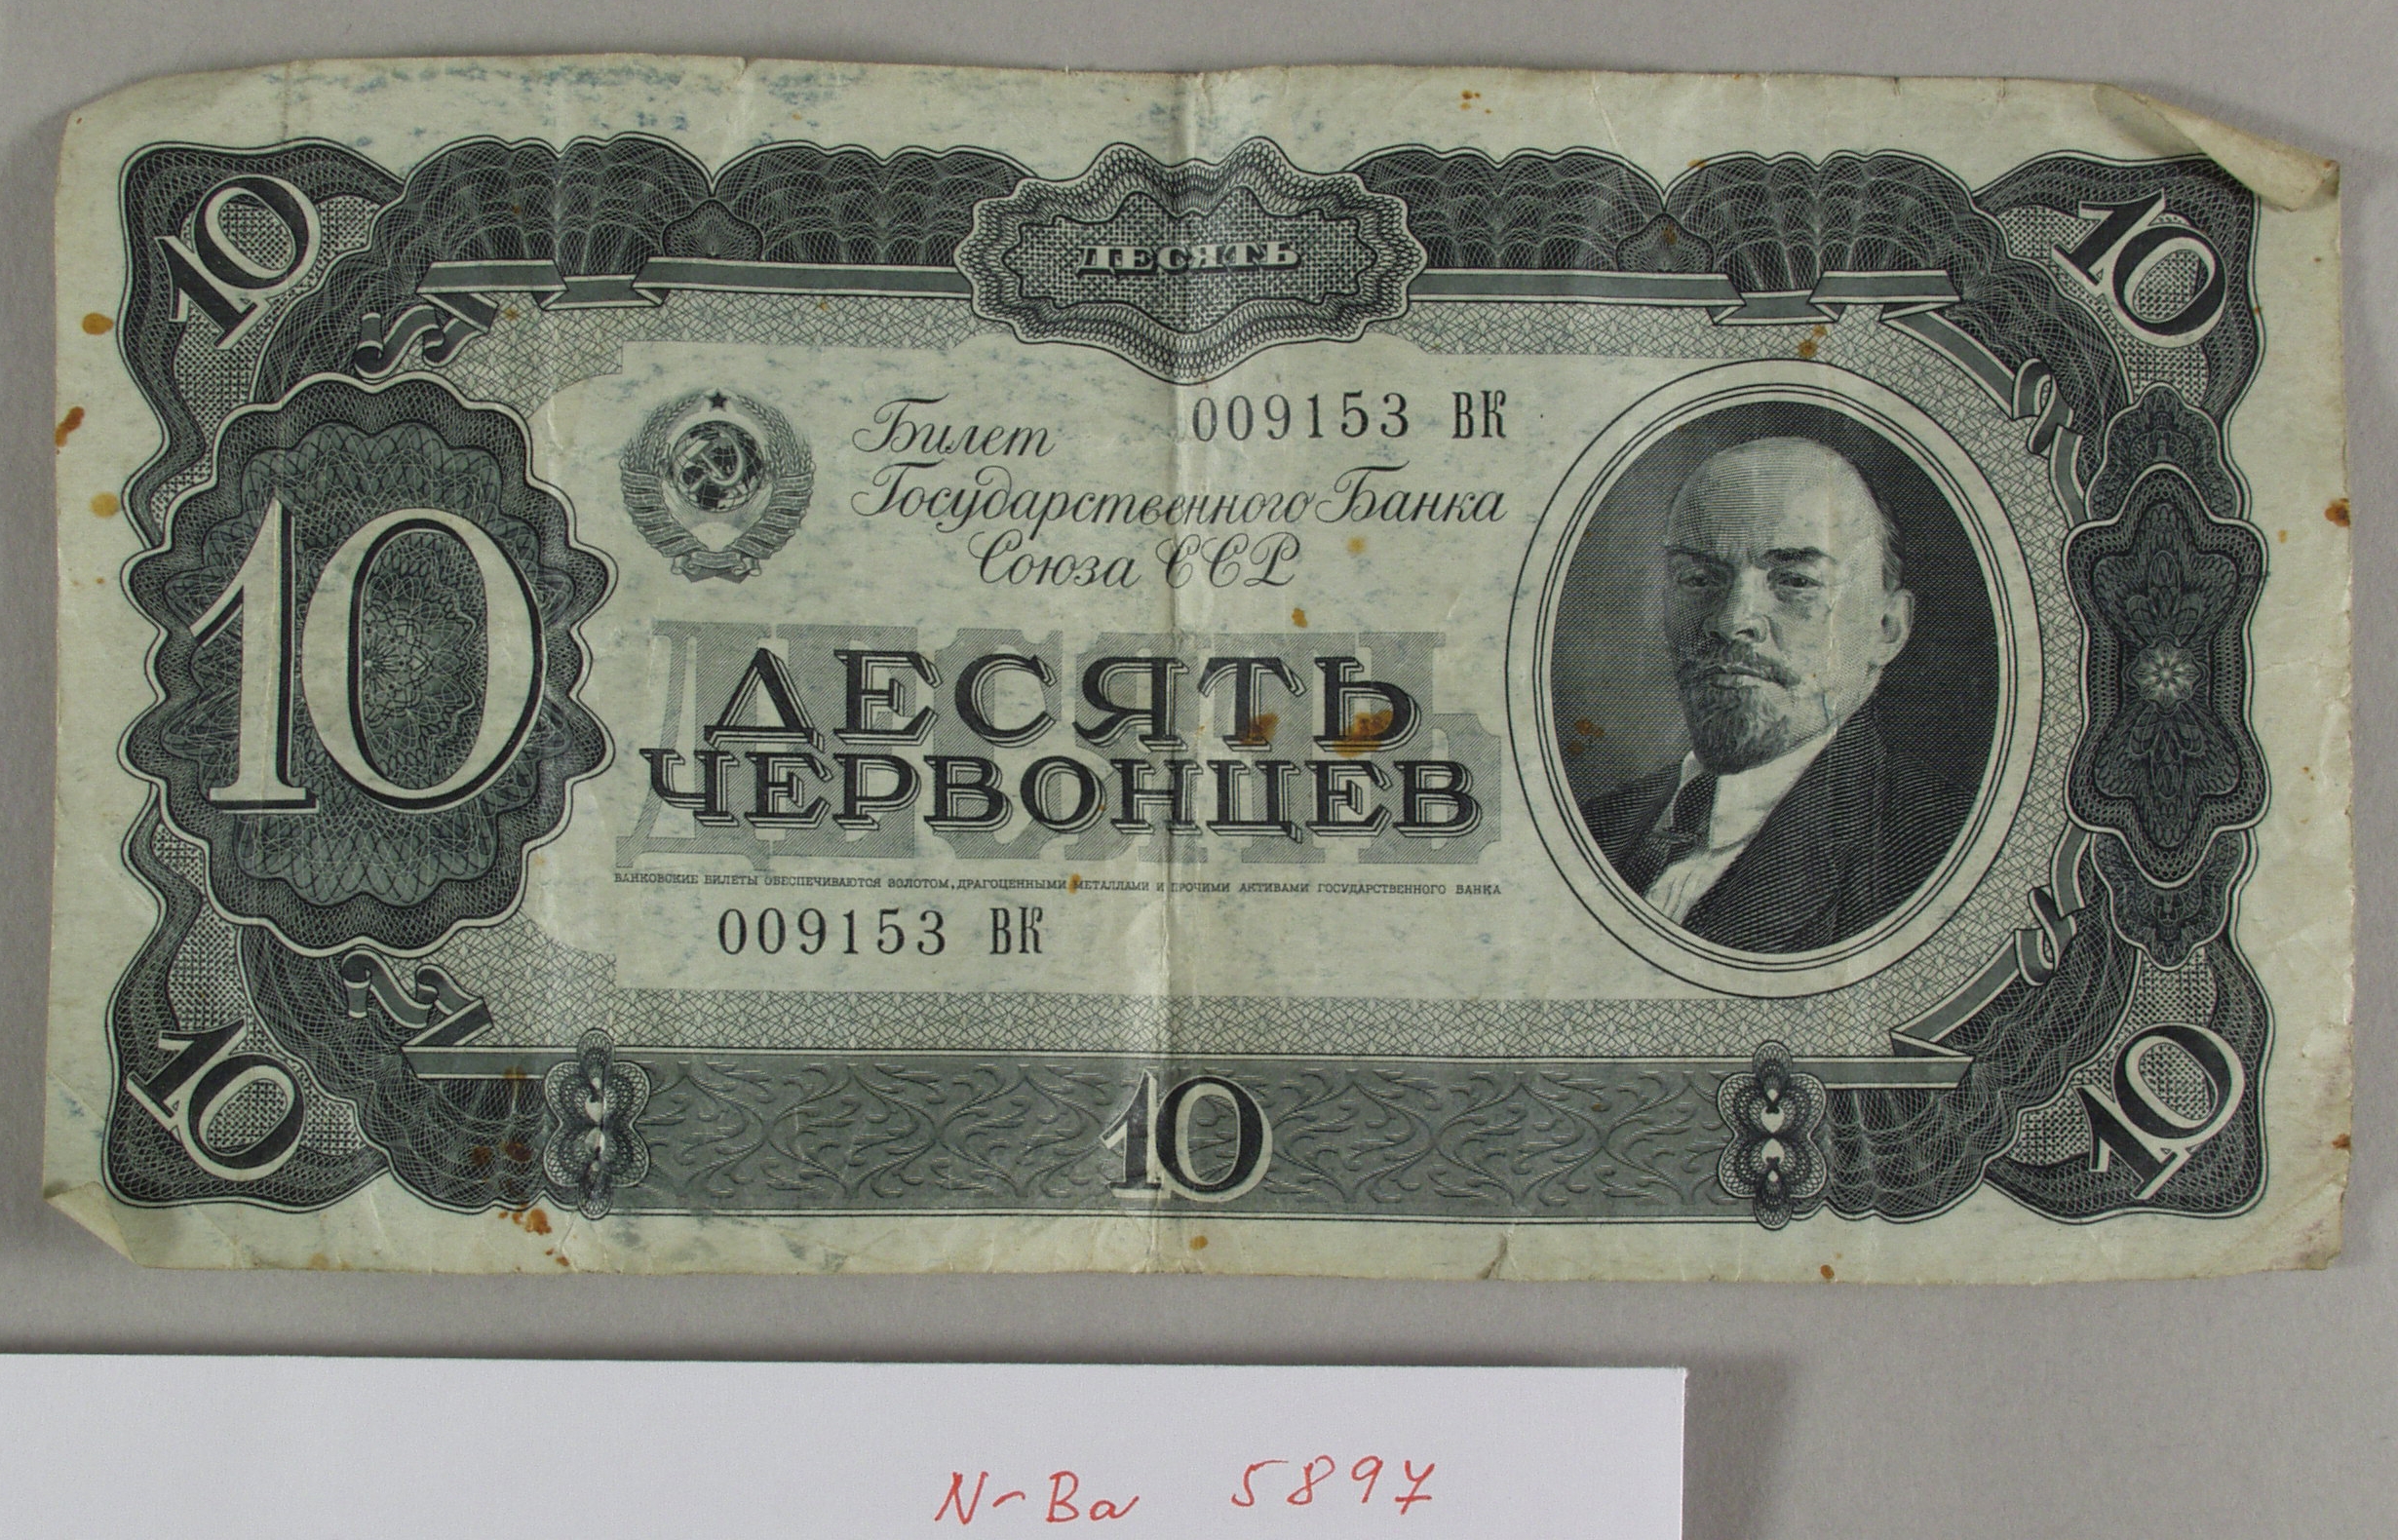 10
ДЕСЯТЬ
10
Билет
009153 ВК
Государственного Банка
Союза ССР
10
ДЕСЯТЬ
ДЕСЯТЬ
ЧЕРВОНЦЕВ
БАНКОВСКИЕ БИЛЕТЫ ОБЕСПЕЧИВАЮТСЯ ЗОЛОТОМ, ДРАГОЦЕННЫМИ МЕТАЛЛАМИ И ПРОЧИМИ АКТИВАМИ ГОСУДАРСТВЕННОГО БАНКА
009153 ВК
10
10
10
N-Ba 5897